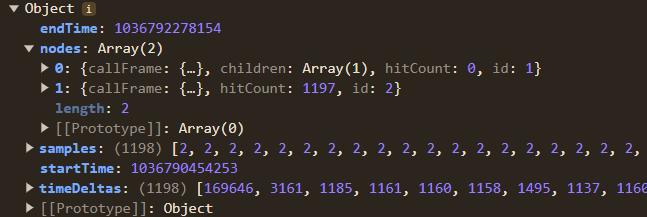 ▼ Object i
endTime: 1036792278154
▼ nodes: Array(2)
▶ 0: {callFrame: {…}, children: Array(1), hitCount: 0, id: 1}
▶ 1: {callFrame: {…}, hitCount: 1197, id: 2}
length: 2
▶ [[Prototype]]: Array(0)
▶ samples: (1198) [2, 2, 2, 2, 2, 2, 2, 2, 2, 2, 2, 2, 2, 2, 2, 2, 2, 2, 2,
startTime: 1036790454253
▶ timeDeltas: (1198) [169646, 3161, 1185, 1161, 1160, 1158, 1495, 1137, 1160
▶ [[Prototype]]: Object